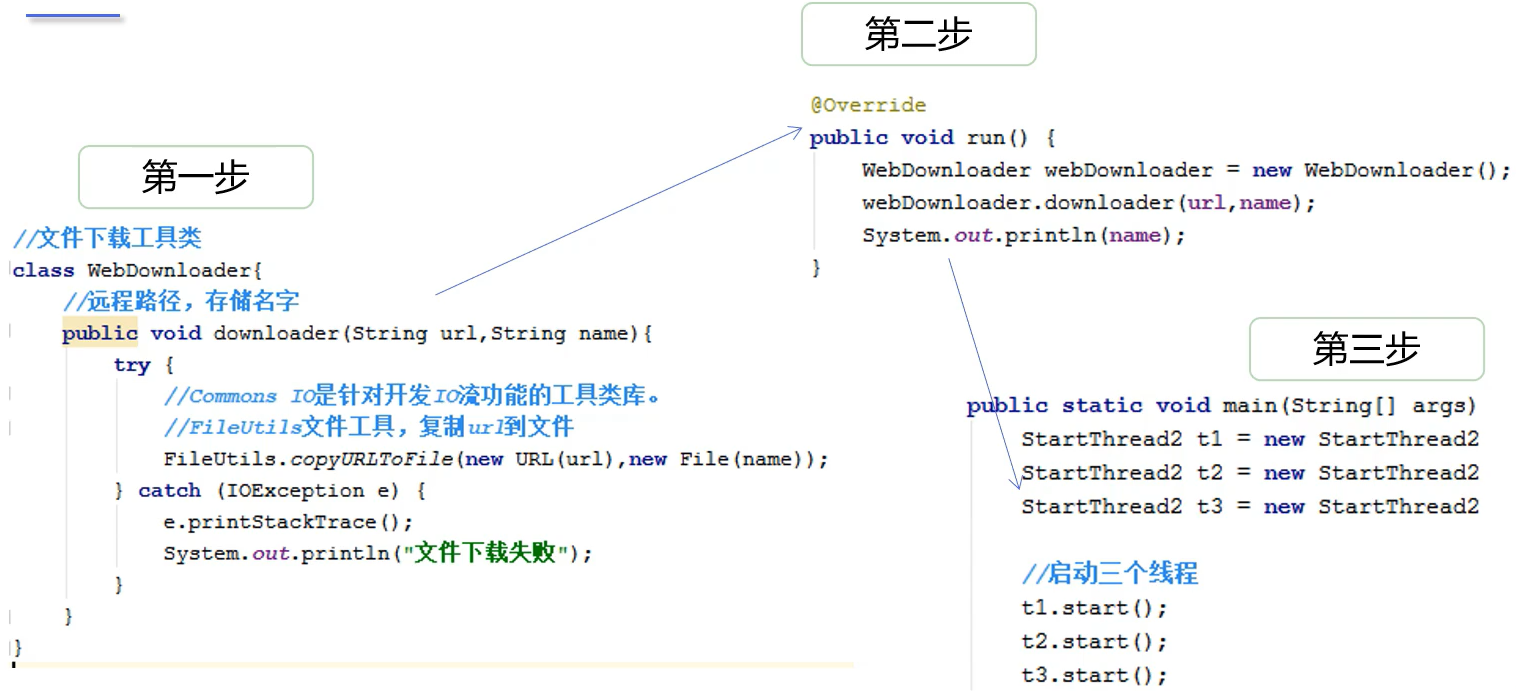 第一步
//文件下载工具类
class WebDownloader{
//远程路径，存储名字
public void downloader(String url,String name){
try {
//Commons IO是针对开发IO流功能的工具类库。
//FileUtils文件工具，复制url到文件
FileUtils.copyURLToFile(new URL(url),new File(name));
} catch (IOException e) {
e.printStackTrace();
System.out.println("文件下载失败");
}
}
}
第二步
@Override
public void run() {
WebDownloader webDownloader = new WebDownloader();
webDownloader.downloader(url,name);
System.out.println(name);
}
第三步
public static void main(String[] args)
StartThread2 t1 = new StartThread2
StartThread2 t2 = new StartThread2
StartThread2 t3 = new StartThread2
//启动三个线程
t1.start();
t2.start();
t3.start();